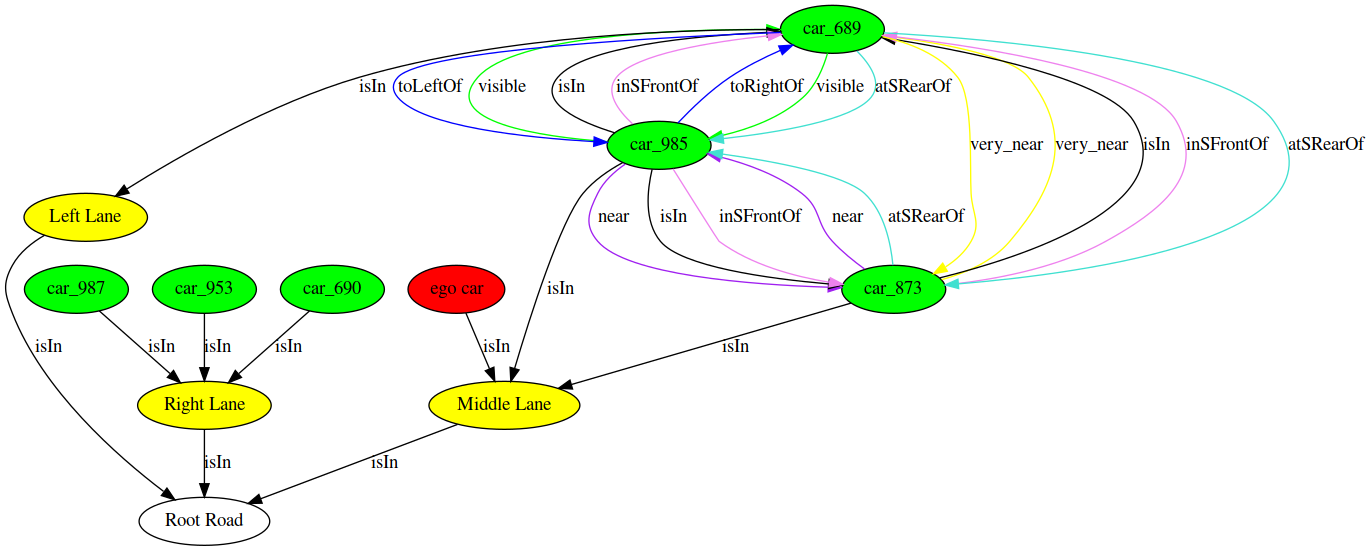 car_689
isIn
toLeftOf
visible
isIn
inSFrontOf
toRightOf
visible
atSRearOf
car_985
very_near
very_near
isIn
inSFrontOf
atSRearOf
Left Lane
near
isIn
inSFrontOf
near
atSRearOf
car_987
car_953
car_690
ego car
isIn
car_873
isIn
isIn
isIn
isIn
isIn
isIn
Right Lane
Middle Lane
isIn
isIn
Root Road